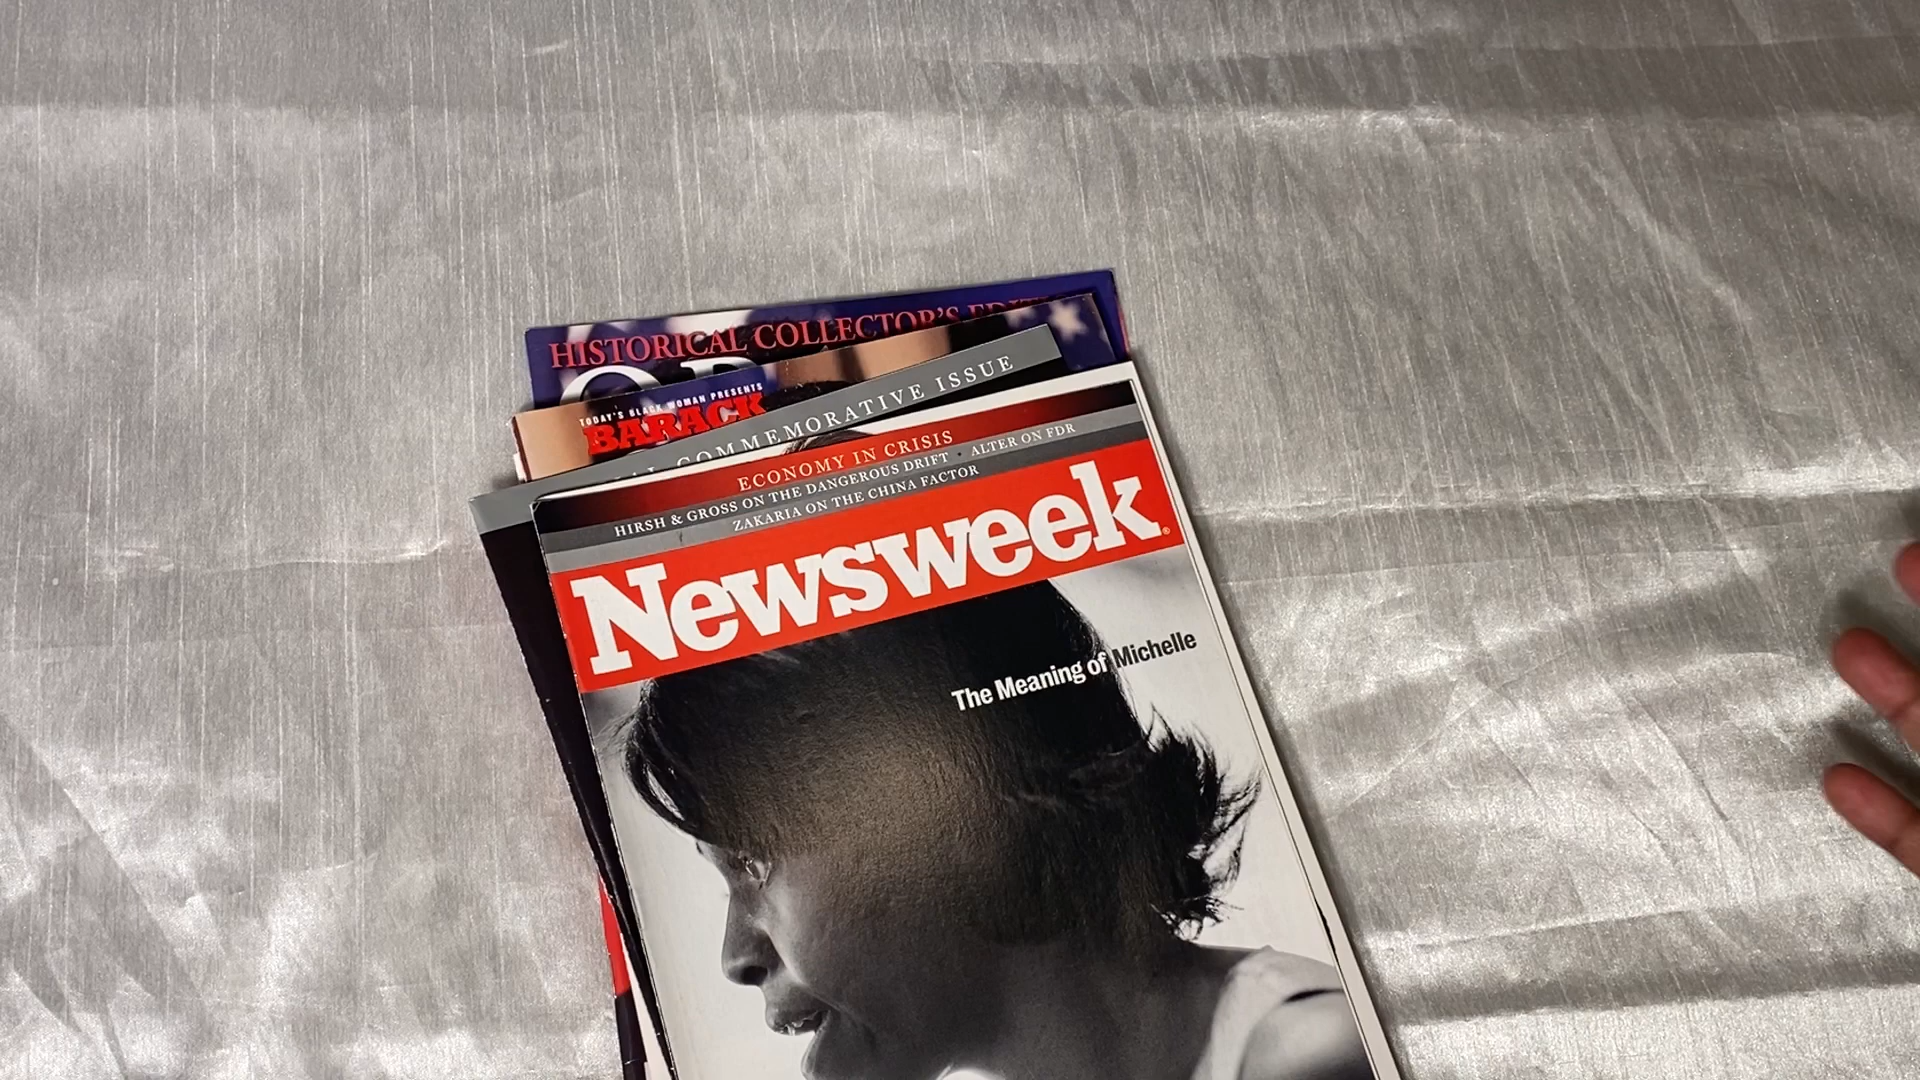 HISTORICAL COLLECTOR'S
TODAY'S BLACK WOMAN PRESENTS
BARACK
COMMEMORATIVE ISSUE
ECONOMY IN CRISIS
HIRSH & GROSS ON THE DANGEROUS DRIFT · ALTER ON FDR
ZAKARIA ON THE CHINA FACTOR
Newsweek®
The Meaning of Michelle